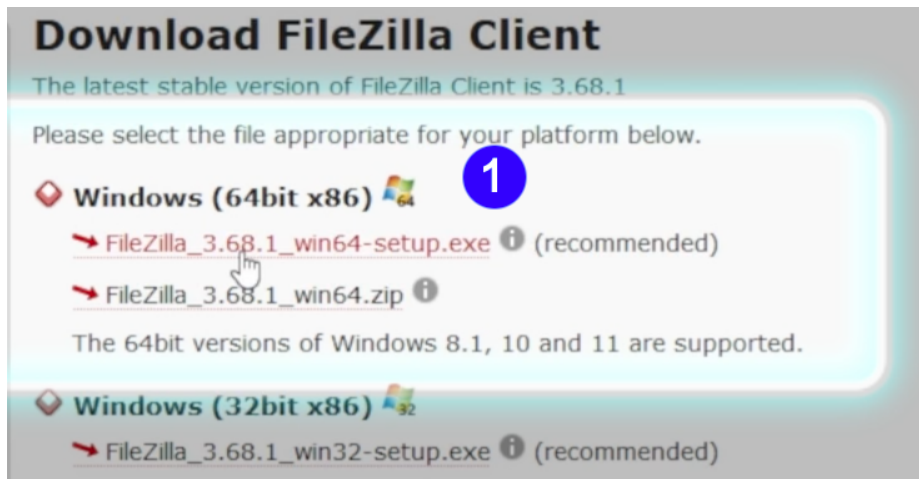 Download FileZilla Client
The latest stable version of FileZilla Client is 3.68.1
Please select the file appropriate for your platform below.
1
Windows (64bit x86) 64
FileZilla_3.68.1_win64-setup.exe i (recommended)
FileZilla_3.68.1_win64.zip i
The 64bit versions of Windows 8.1, 10 and 11 are supported.
Windows (32bit x86) 32
FileZilla_3.68.1_win32-setup.exe i (recommended)